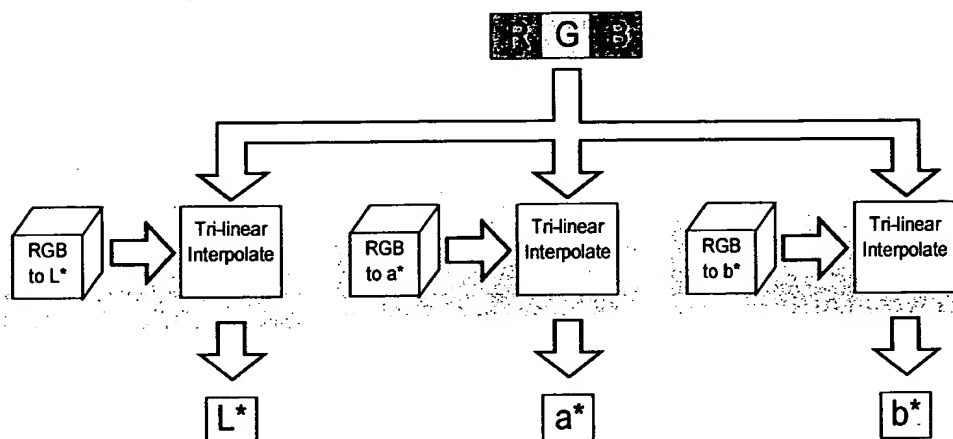 R G B
RGB to L*
Tri-linear Interpolate
RGB to a*
Tri-linear Interpolate
RGB to b*
Tri-linear Interpolate
L*
a*
b*